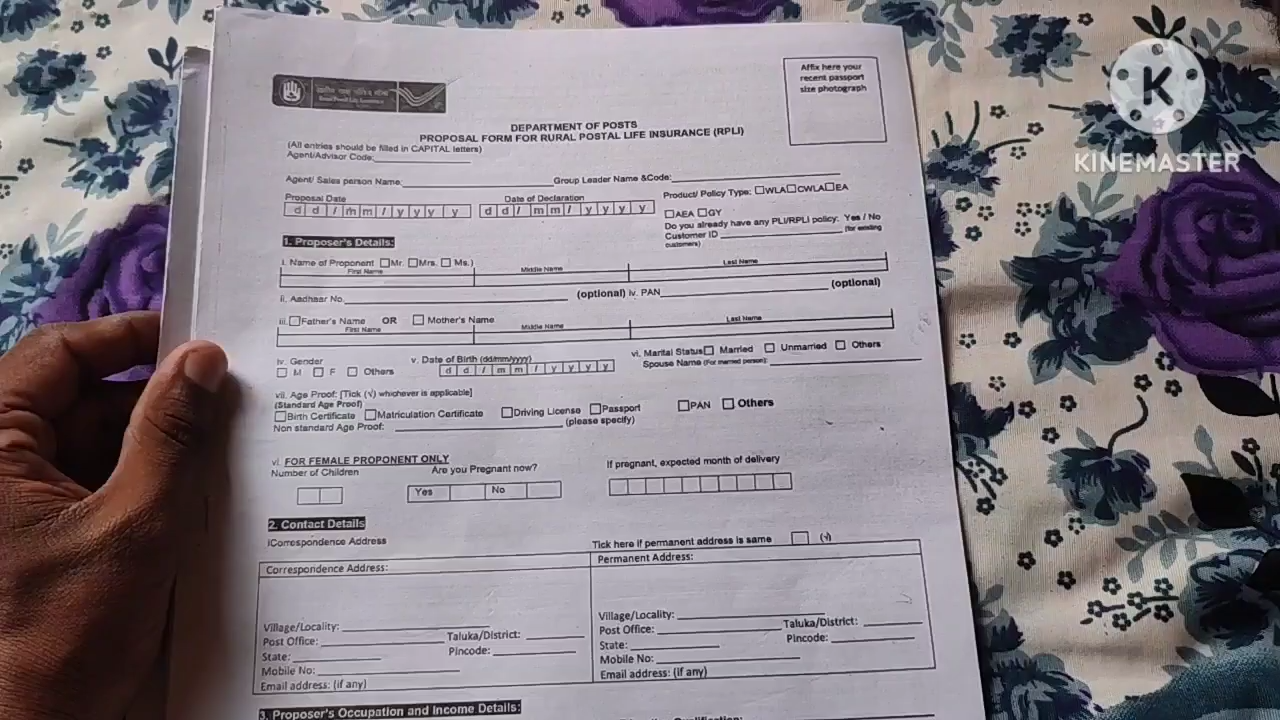 Affix here your
recent passport
size photograph
KINEMASTER
DEPARTMENT OF POSTS
PROPOSAL FORM FOR RURAL POSTAL LIFE INSURANCE (RPLI)
(All entries should be filled in CAPITAL letters)
Agent/Advisor Code:
Agent/ Sales person Name: Group Leader Name &Code:
Proposal Date Date of Declaration Product/ Policy Type: ☐WLA☐CWLA☐EA
d d / m m / y y y y d d / m m / y y y y ☐AEA ☐GY
Do you already have any PLI/RPLI policy. Yes / No
Customer ID (for existing
customers)
1. Proposer's Details:
i. Name of Proponent ☐Mr. ☐Mrs. ☐ Ms.)
First Name Middle Name Last Name
ii. Aadhaar No. (optional) iv. PAN (optional)
iii.☐Father's Name OR ☐ Mother's Name
First Name Middle Name Last Name
iv. Gender v. Date of Birth (dd/mm/yyyy) vi. Marital Status☐ Married ☐ Unmarried ☐ Others
☐ M ☐ F ☐ Others d d / m m / y y y y Spouse Name (For married person):
vii. Age Proof: [Tick (√) whichever is applicable]
(Standard Age Proof)
☐Birth Certificate ☐Matriculation Certificate ☐Driving License ☐Passport ☐PAN ☐ Others
Non standard Age Proof: (please specify)
vi. FOR FEMALE PROPONENT ONLY
Number of Children Are you Pregnant now? If pregnant, expected month of delivery
Yes No
2. Contact Details
iCorrespondence Address Tick here if permanent address is same ☐ (√)
Correspondence Address: Permanent Address:
Village/Locality: Village/Locality:
Post Office: Taluka/District: Post Office: Taluka/District:
State: Pincode: State: Pincode:
Mobile No: Mobile No:
Email address: (if any) Email address: (if any)
3. Proposer's Occupation and Income Details: